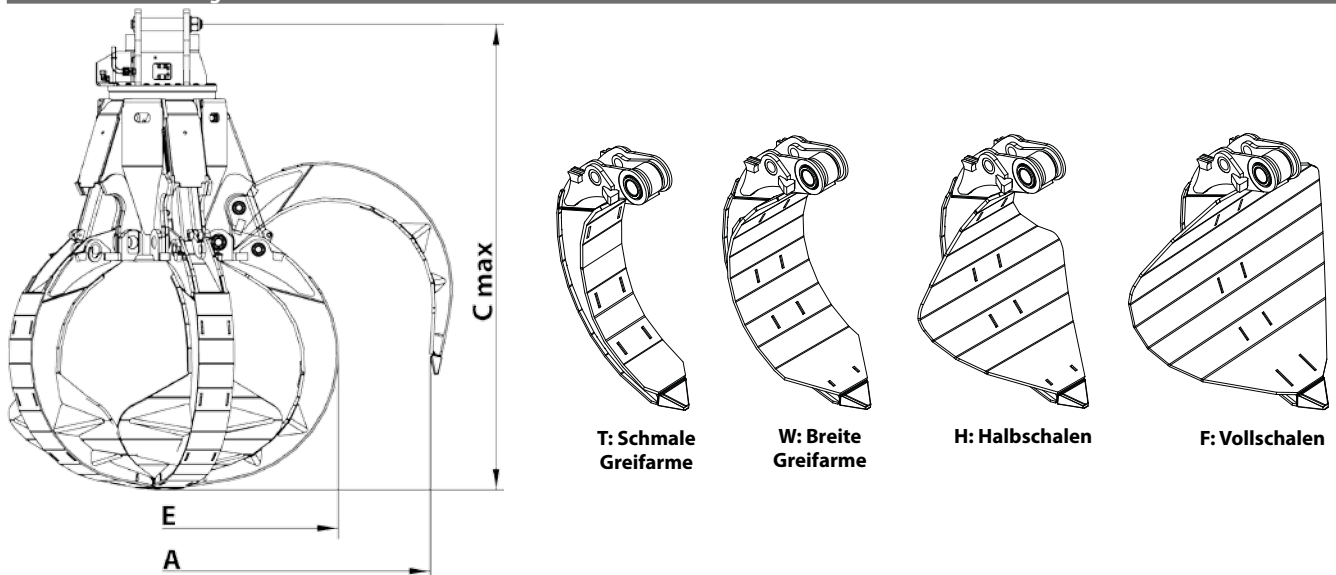 C max
E
A
T: Schmale
Greifarme
W: Breite
Greifarme
H: Halbschalen
F: Vollschalen